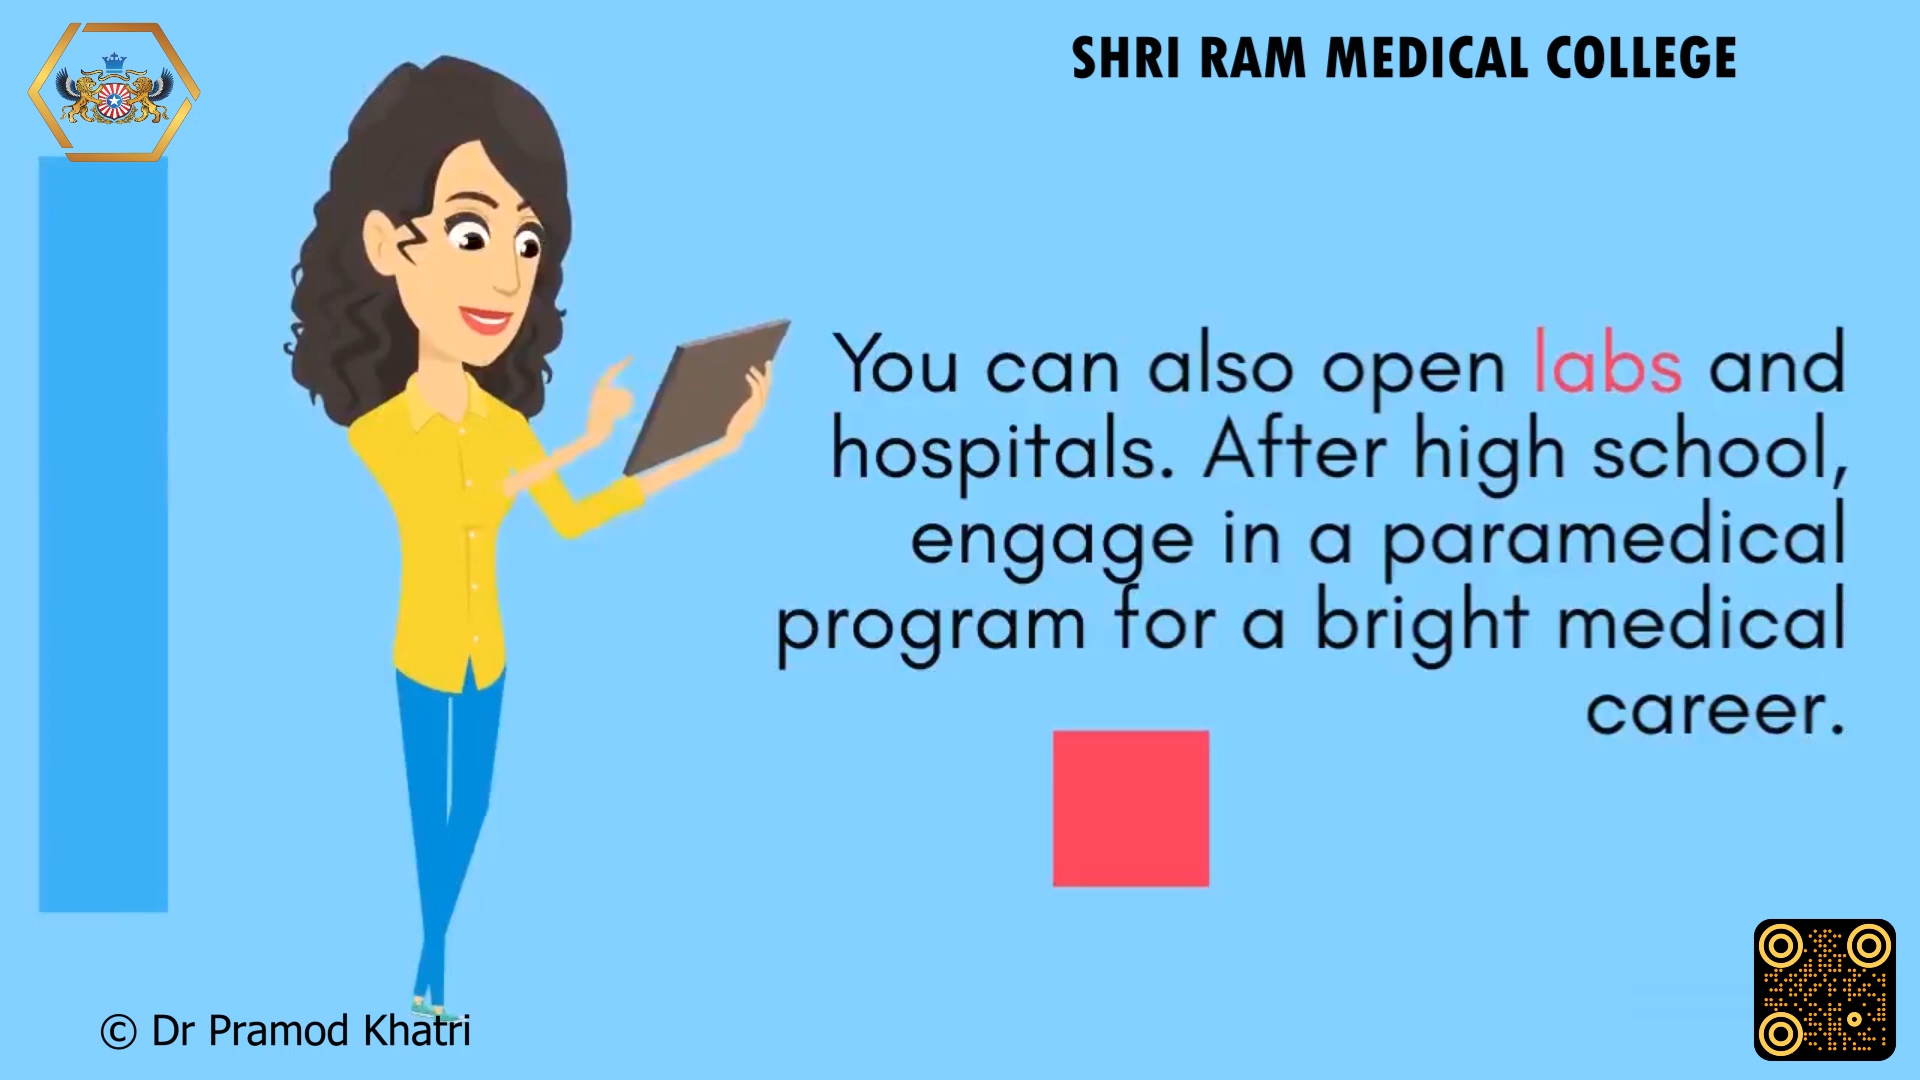 SHRI RAM MEDICAL COLLEGE
You can also open labs and
hospitals. After high school,
engage in a paramedical
program for a bright medical
career.
© Dr Pramod Khatri